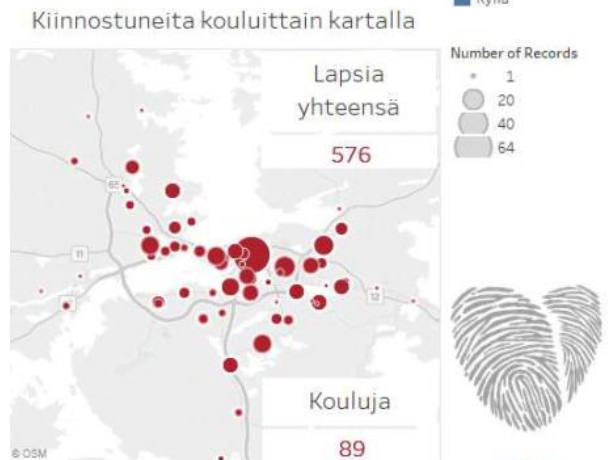 Kyllä
Kiinnostuneita kouluittain kartalla
Number of Records
1
20
40
64
Lapsia
yhteensä
576
65
11
12
Kouluja
89
© OSM